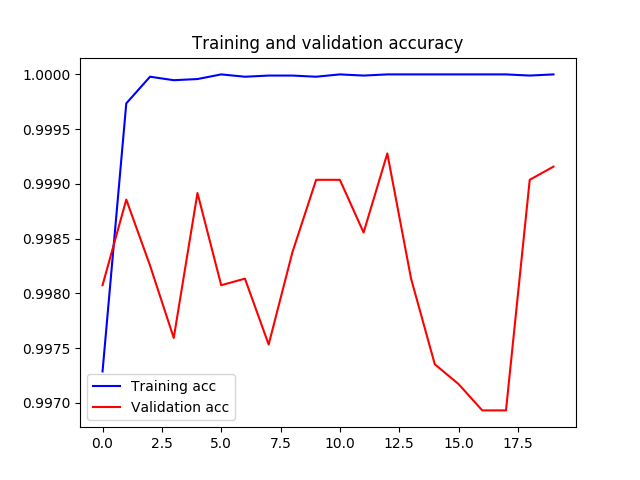 Training and validation accuracy
1.0000
0.9995
0.9990
0.9985
0.9980
0.9975
0.9970
Training acc
Validation acc
0.0 2.5 5.0 7.5 10.0 12.5 15.0 17.5